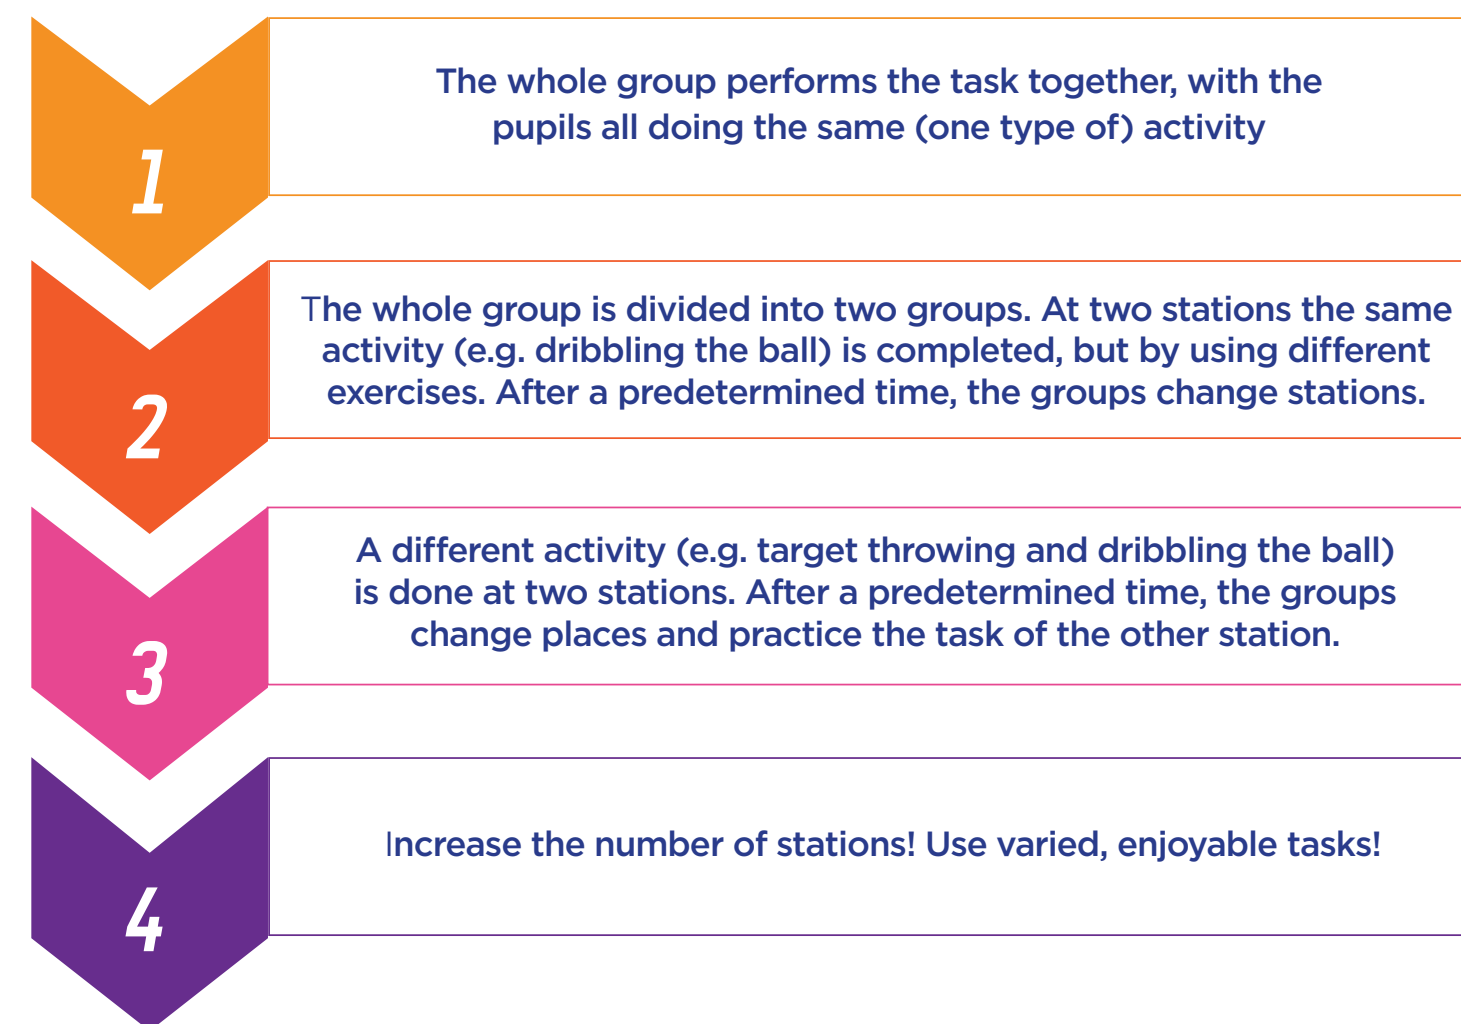 1
The whole group performs the task together, with the
pupils all doing the same (one type of) activity
2
The whole group is divided into two groups. At two stations the same
activity (e.g. dribbling the ball) is completed, but by using different
exercises. After a predetermined time, the groups change stations.
3
A different activity (e.g. target throwing and dribbling the ball)
is done at two stations. After a predetermined time, the groups
change places and practice the task of the other station.
4
Increase the number of stations! Use varied, enjoyable tasks!